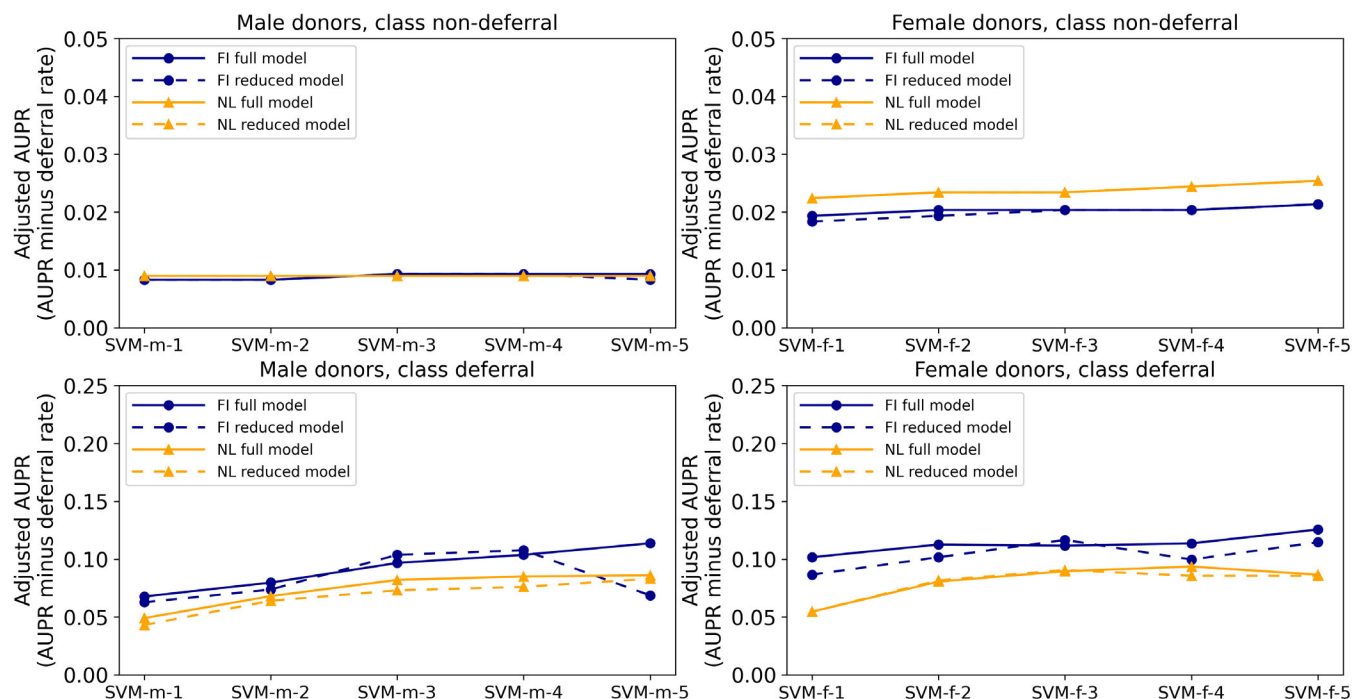 Male donors, class non-deferral
Adjusted AUPR
(AUPR minus deferral rate)
0.05
0.04
0.03
0.02
0.01
0.00
FI full model
FI reduced model
NL full model
NL reduced model
SVM-m-1 SVM-m-2 SVM-m-3 SVM-m-4 SVM-m-5
Female donors, class non-deferral
Adjusted AUPR
(AUPR minus deferral rate)
0.05
0.04
0.03
0.02
0.01
0.00
FI full model
FI reduced model
NL full model
NL reduced model
SVM-f-1 SVM-f-2 SVM-f-3 SVM-f-4 SVM-f-5
Male donors, class deferral
Adjusted AUPR
(AUPR minus deferral rate)
0.25
0.20
0.15
0.10
0.05
0.00
FI full model
FI reduced model
NL full model
NL reduced model
SVM-m-1 SVM-m-2 SVM-m-3 SVM-m-4 SVM-m-5
Female donors, class deferral
Adjusted AUPR
(AUPR minus deferral rate)
0.25
0.20
0.15
0.10
0.05
0.00
FI full model
FI reduced model
NL full model
NL reduced model
SVM-f-1 SVM-f-2 SVM-f-3 SVM-f-4 SVM-f-5